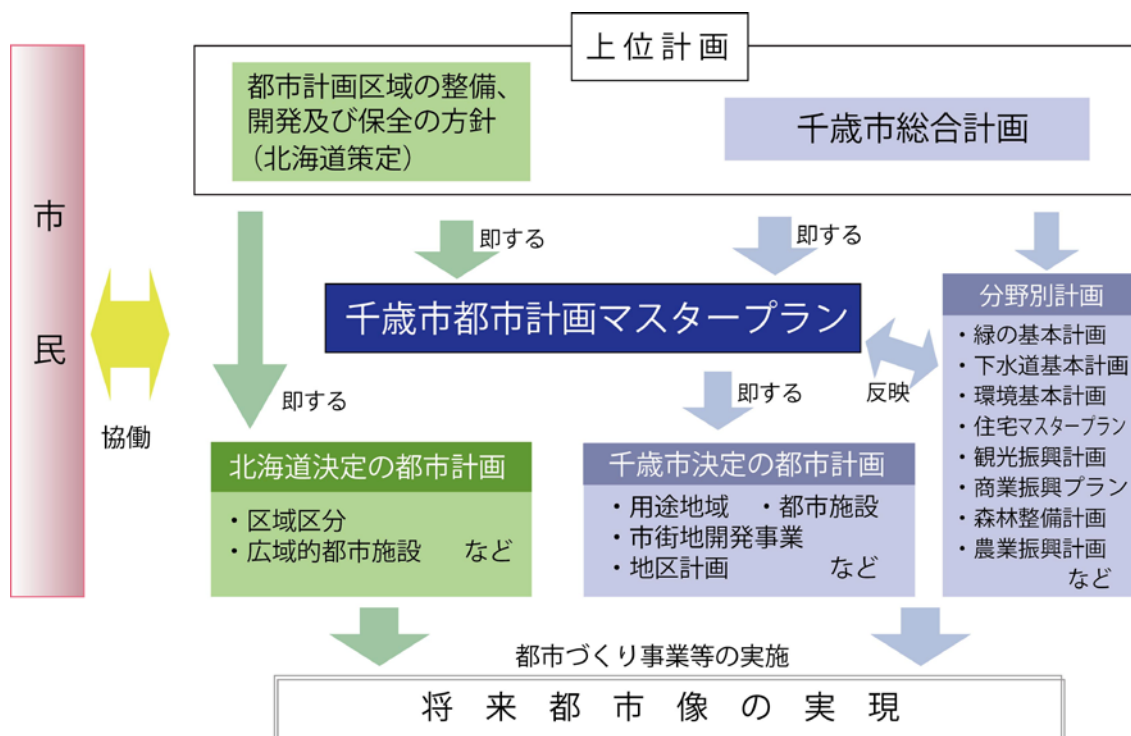 上位計画
都市計画区域の整備、
開発及び保全の方針
（北海道策定）
千歳市総合計画
市
民
協働
即する
即する
即する
千歳市都市計画マスタープラン
反映
即する
分野別計画
・緑の基本計画
・下水道基本計画
・環境基本計画
・住宅マスタープラン
・観光振興計画
・商業振興プラン
・森林整備計画
・農業振興計画
など
北海道決定の都市計画
・区域区分
・広域的都市施設 など
千歳市決定の都市計画
・用途地域 ・都市施設
・市街地開発事業
・地区計画 など
都市づくり事業等の実施
将来都市像の実現